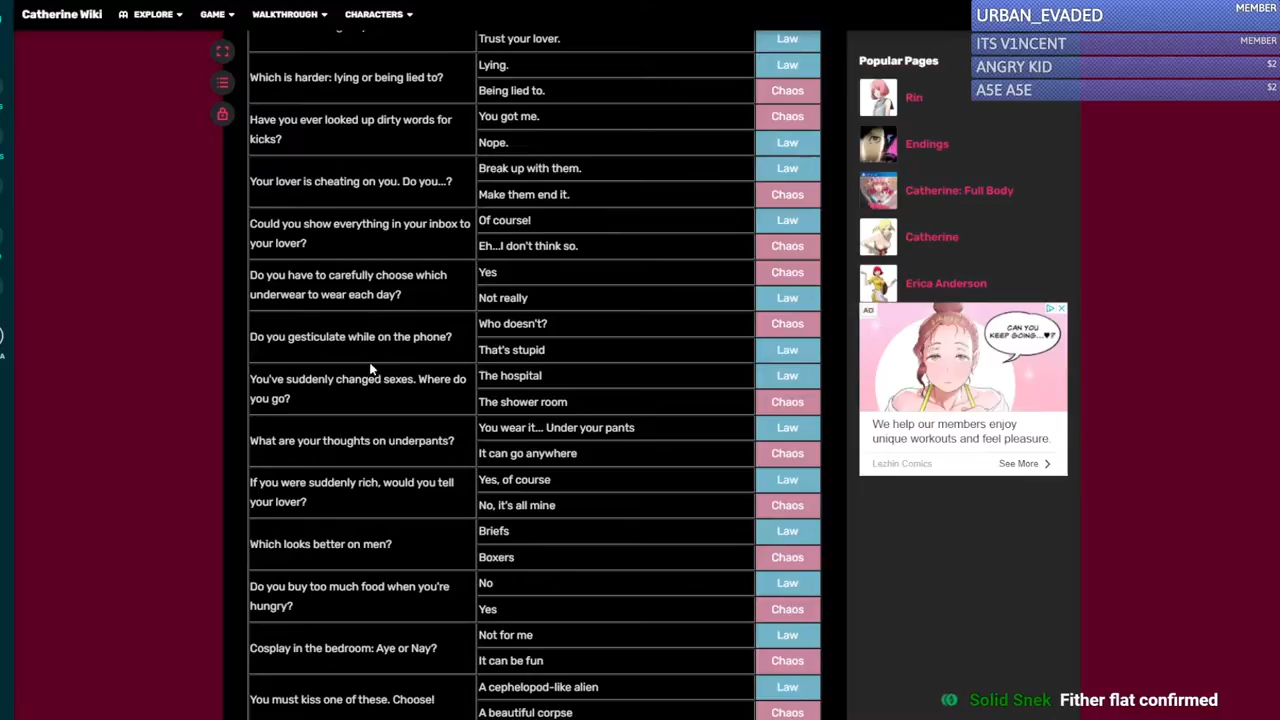 Catherine Wiki
EXPLORE
GAME
WALKTHROUGH
CHARACTERS
URBAN_EVADED MEMBER
ITS V1NCENT MEMBER
ANGRY KID $2
A5E A5E $2
Trust your lover. Law
Which is harder: lying or being lied to?
Lying. Law
Being lied to. Chaos
Have you ever looked up dirty words for
kicks?
You got me. Chaos
Nope. Law
Your lover is cheating on you. Do you...?
Break up with them. Law
Make them end it. Chaos
Could you show everything in your inbox to
your lover?
Of course! Law
Eh...I don't think so. Chaos
Do you have to carefully choose which
underwear to wear each day?
Yes Chaos
Not really Law
Do you gesticulate while on the phone?
Who doesn't? Chaos
That's stupid Law
You've suddenly changed sexes. Where do
you go?
The hospital Law
The shower room Chaos
What are your thoughts on underpants?
You wear it... Under your pants Law
It can go anywhere Chaos
If you were suddenly rich, would you tell
your lover?
Yes, of course Law
No, it's all mine Chaos
Which looks better on men?
Briefs Law
Boxers Chaos
Do you buy too much food when you're
hungry?
No Law
Yes Chaos
Cosplay in the bedroom: Aye or Nay?
Not for me Law
It can be fun Chaos
You must kiss one of these. Choose!
A cephelopod-like alien Law
A beautiful corpse Chaos
Popular Pages
Rin
Endings
Catherine: Full Body
Catherine
Erica Anderson
AD
CAN YOU
KEEP GOING...♥?
We help our members enjoy
unique workouts and feel pleasure.
Lezhin Comics See More
Solid Snek Fither flat confirmed